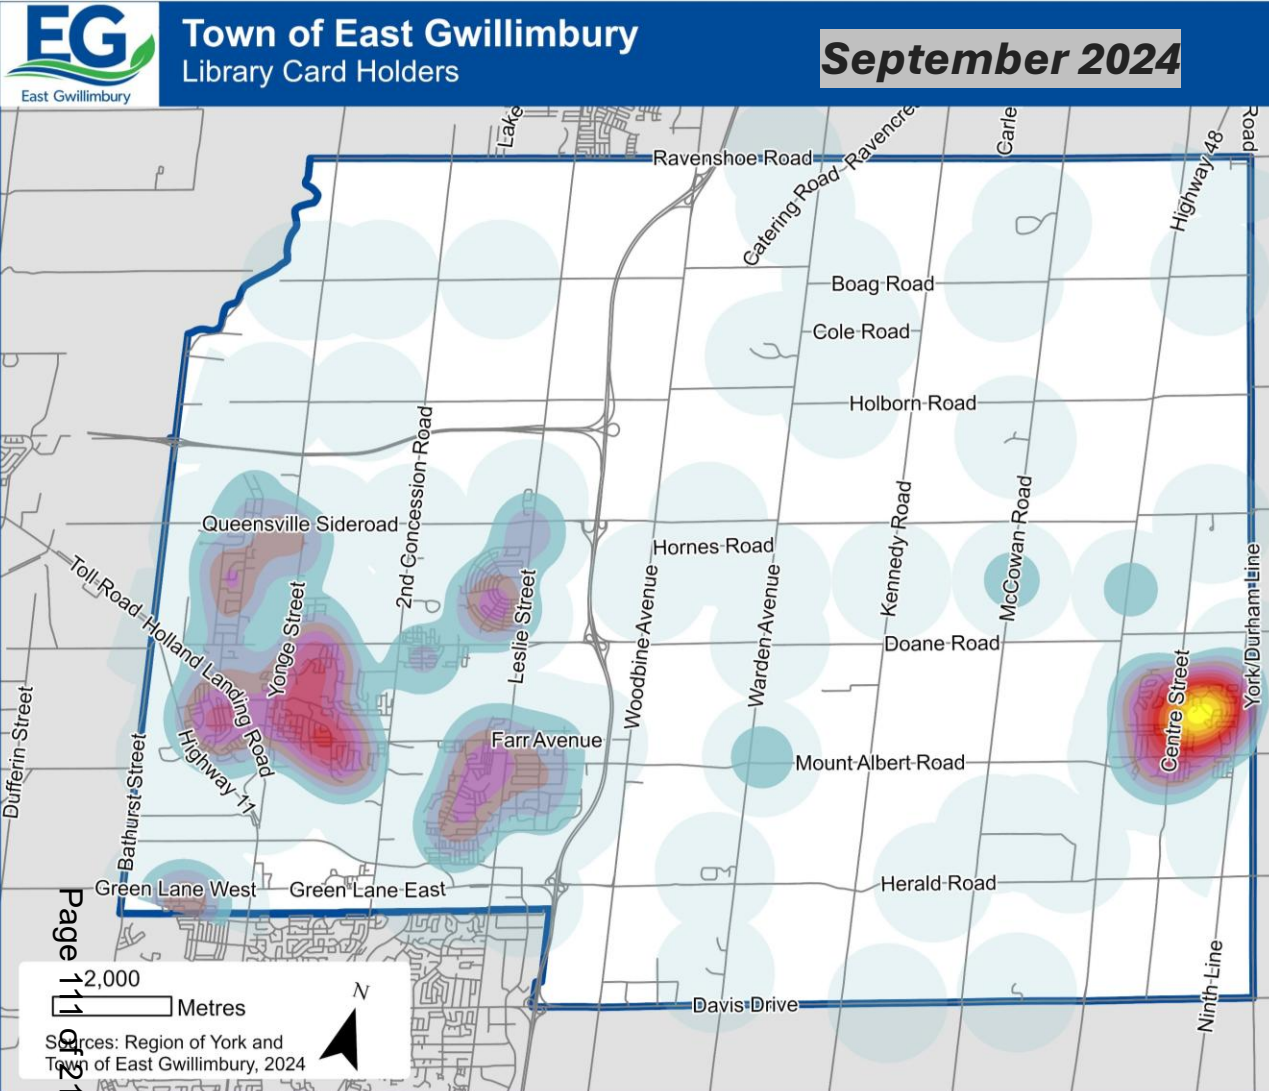 EG
East Gwillimbury
Town of East Gwillimbury
Library Card Holders
September 2024
Lake
Ravenshoe Road
Catering Road
Ravencre
Carle
Highway 48
Road
Boag Road
Cole Road
Holborn Road
2nd Concession Road
Queensville Sideroad
Hornes Road
Kennedy Road
McCowan Road
Toll Road
Holland Landing Road
Yonge Street
Leslie Street
Woodbine Avenue
Warden Avenue
Doane Road
Centre Street
York/Durham Line
Dufferin Street
Bathurst Street
Highway 11
Farr Avenue
Mount Albert Road
Green Lane West
Green Lane East
Herald Road
Ninth Line
Davis Drive
Page 111 of 21
2,000
Metres
N
Sources: Region of York and
Town of East Gwillimbury, 2024